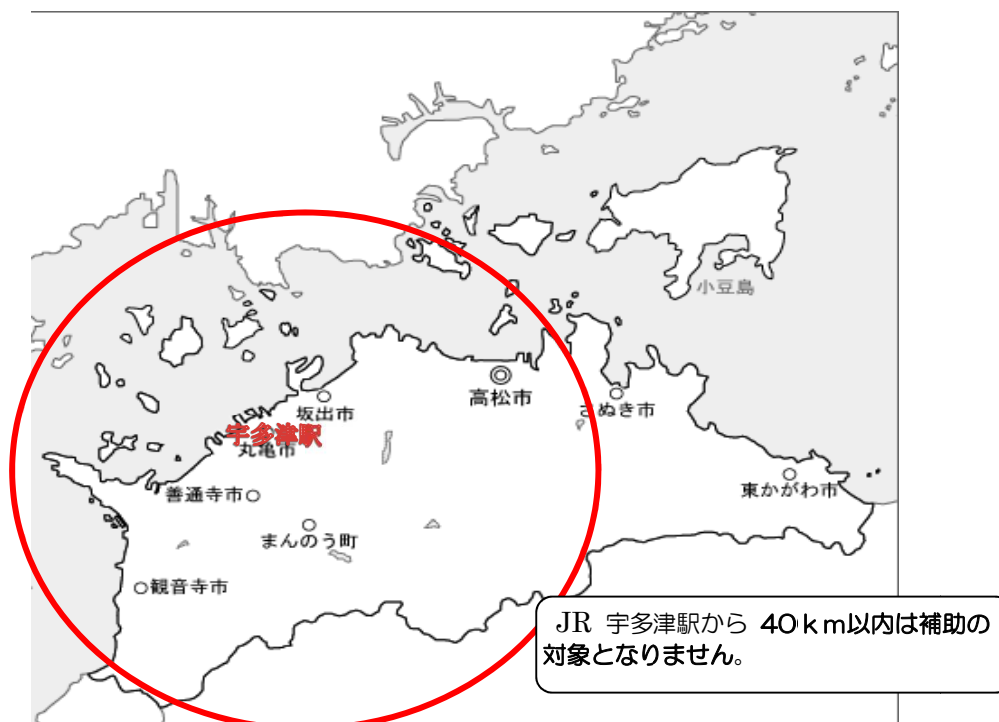 小豆島
高松市
坂出市
さぬき市
宇多津駅
丸亀市
東かがわ市
善通寺市
まんのう町
観音寺市
JR 宇多津駅から 40km以内は補助の
対象となりません。